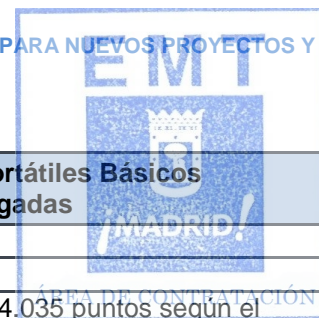 PARA NUEVOS PROYECTOS Y
EMT
ortátiles Básicos
gadas
¡MADRID!
ÁREA DE CONTRATACIÓN
4.035 puntos según el